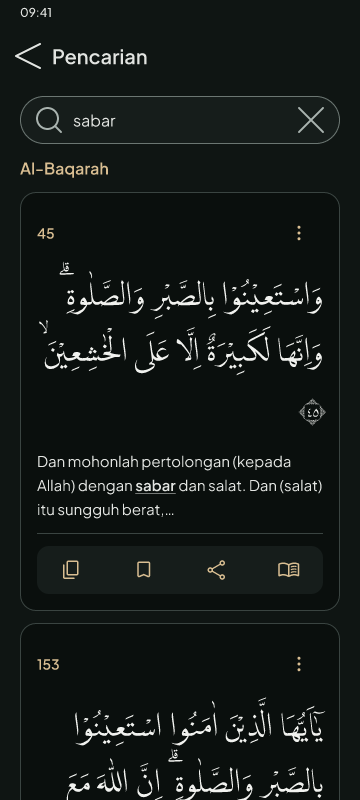 09:41
Pencarian
sabar
Al-Baqarah
45
وَاسْتَعِيْنُوْا بِالصَّبْرِ وَالصَّلٰوةِ ۗ
وَاِنَّهَا لَكَبِيْرَةٌ اِلَّا عَلَى الْخٰشِعِيْنَ ۙ
٤٥
Dan mohonlah pertolongan (kepada
Allah) dengan sabar dan salat. Dan (salat)
itu sungguh berat,...
153
يٰٓاَيُّهَا الَّذِيْنَ اٰمَنُوا اسْتَعِيْنُوْا
بِالصَّبْرِ وَالصَّلٰوةِ ۗ اِنَّ اللّٰهَ مَعَ